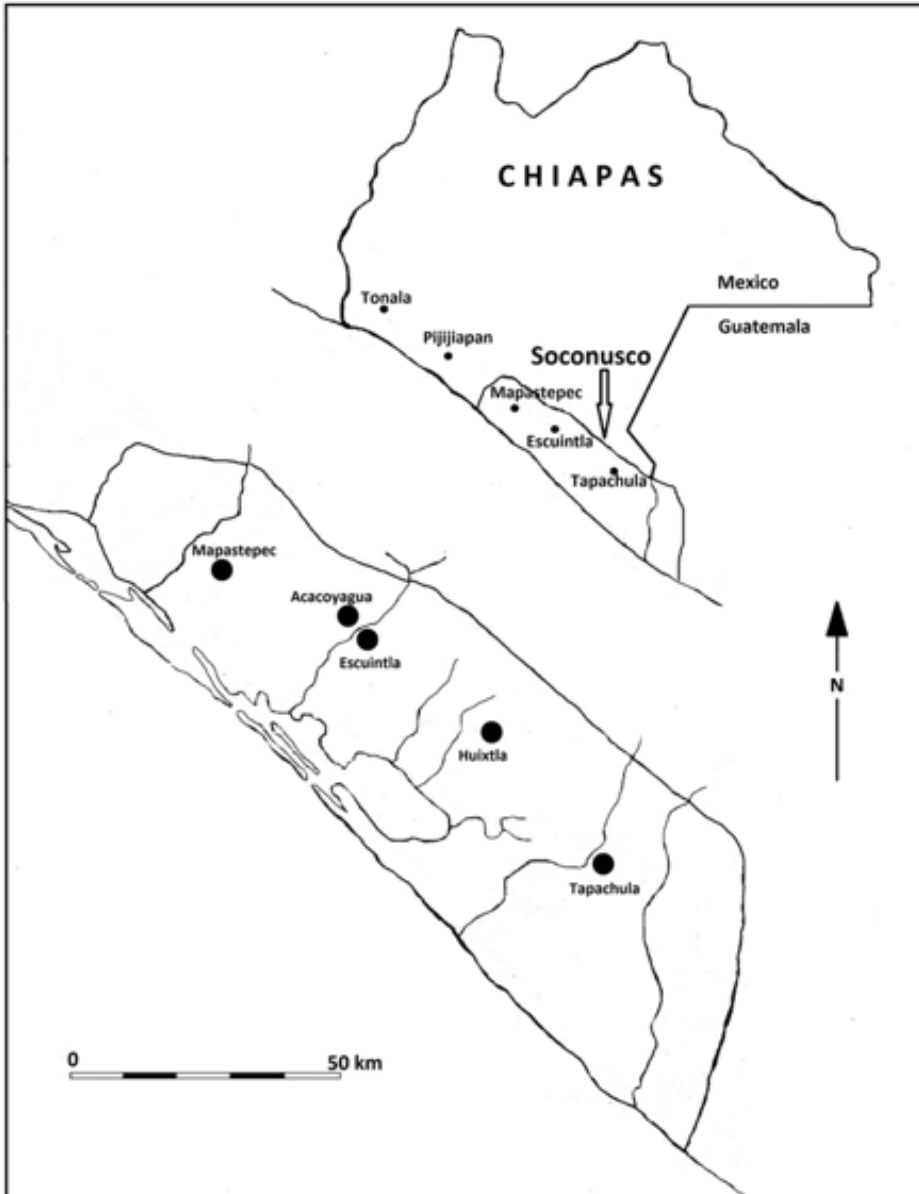 CHIAPAS
Mexico
Tonala
Guatemala
Pijijiapan
Soconusco
Mapastepec
Escuintla
Tapachula
Mapastepec
Acacoyagua
Escuintla
N
Huixtla
Tapachula
0 50 km